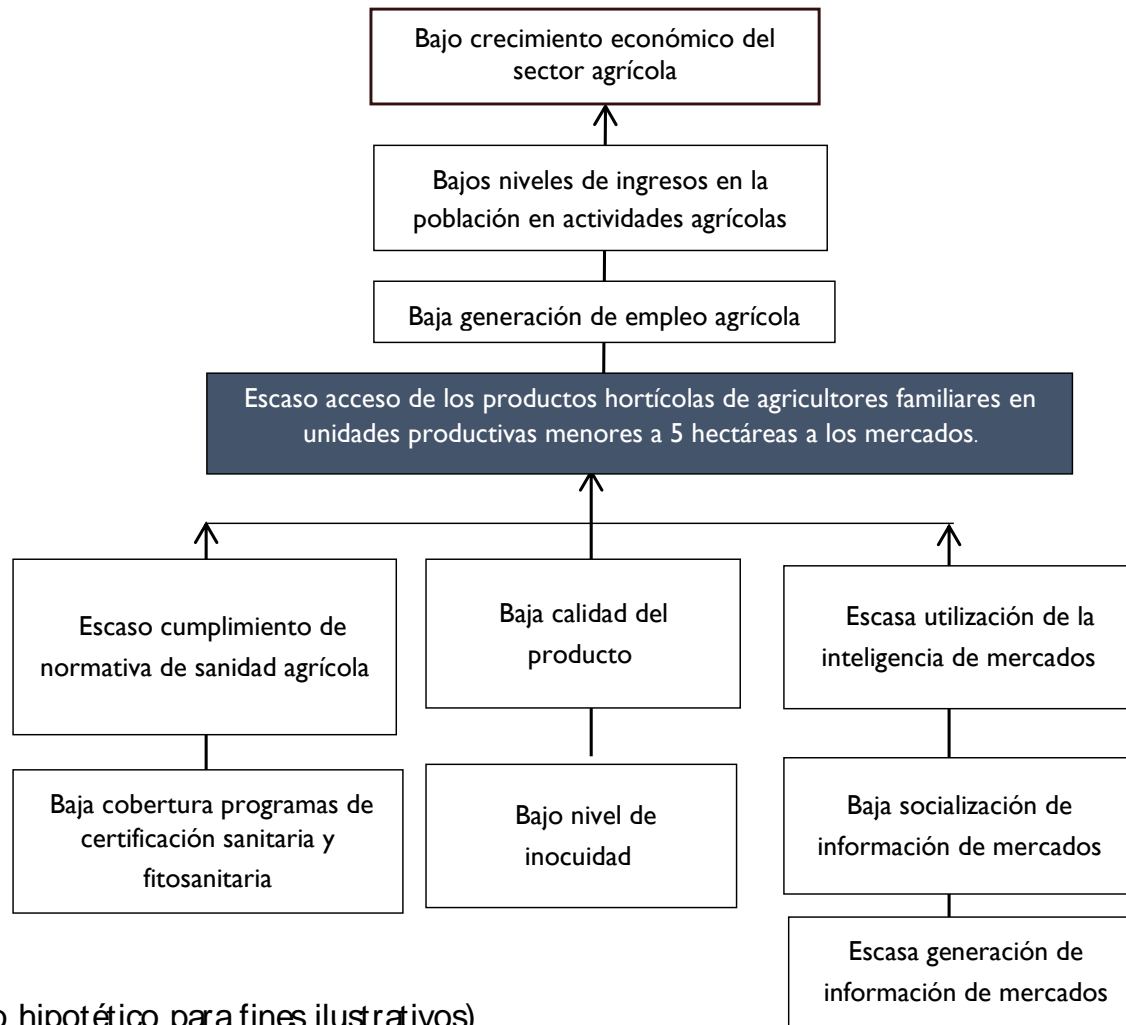 Bajo crecimiento económico del
sector agrícola
Bajos niveles de ingresos en la
población en actividades agrícolas
Baja generación de empleo agrícola
Escaso acceso de los productos hortícolas de agricultores familiares en
unidades productivas menores a 5 hectáreas a los mercados.
Escaso cumplimiento de
normativa de sanidad agrícola
Baja calidad del
producto
Escasa utilización de la
inteligencia de mercados
Baja cobertura programas de
certificación sanitaria y
fitosanitaria
Bajo nivel de
inocuidad
Baja socialización de
información de mercados
Escasa generación de
información de mercados
hipotético para fines ilustrativos)